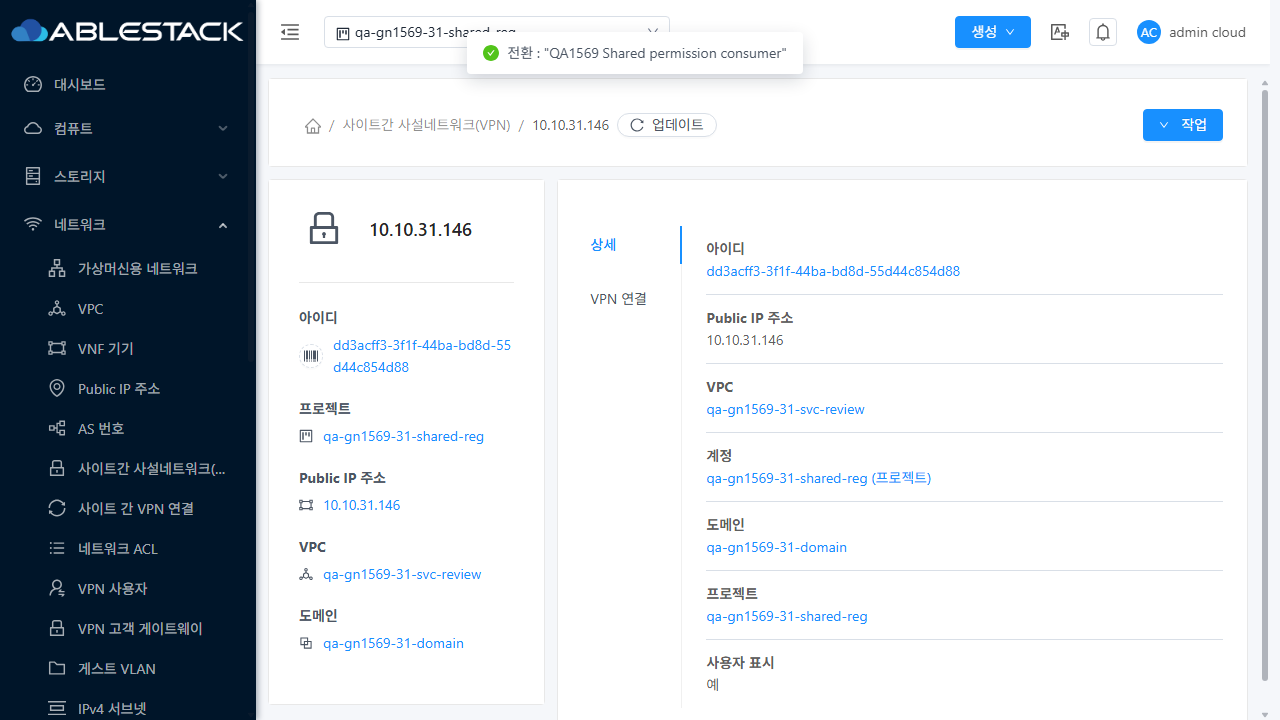 ABLESTACK
qa-gn1569-31-shared-reg
생성
AC
admin cloud
전환 : "QA1569 Shared permission consumer"
대시보드
컴퓨트
스토리지
네트워크
가상머신용 네트워크
VPC
VNF 기기
Public IP 주소
AS 번호
사이트간 사설네트워크(...
사이트 간 VPN 연결
네트워크 ACL
VPN 사용자
VPN 고객 게이트웨이
게스트 VLAN
IPv4 서브넷
/ 사이트간 사설네트워크(VPN) / 10.10.31.146
업데이트
작업
10.10.31.146
아이디
dd3acff3-3f1f-44ba-bd8d-55
d44c854d88
프로젝트
qa-gn1569-31-shared-reg
Public IP 주소
10.10.31.146
VPC
qa-gn1569-31-svc-review
도메인
qa-gn1569-31-domain
상세
VPN 연결
아이디
dd3acff3-3f1f-44ba-bd8d-55d44c854d88
Public IP 주소
10.10.31.146
VPC
qa-gn1569-31-svc-review
계정
qa-gn1569-31-shared-reg (프로젝트)
도메인
qa-gn1569-31-domain
프로젝트
qa-gn1569-31-shared-reg
사용자 표시
예